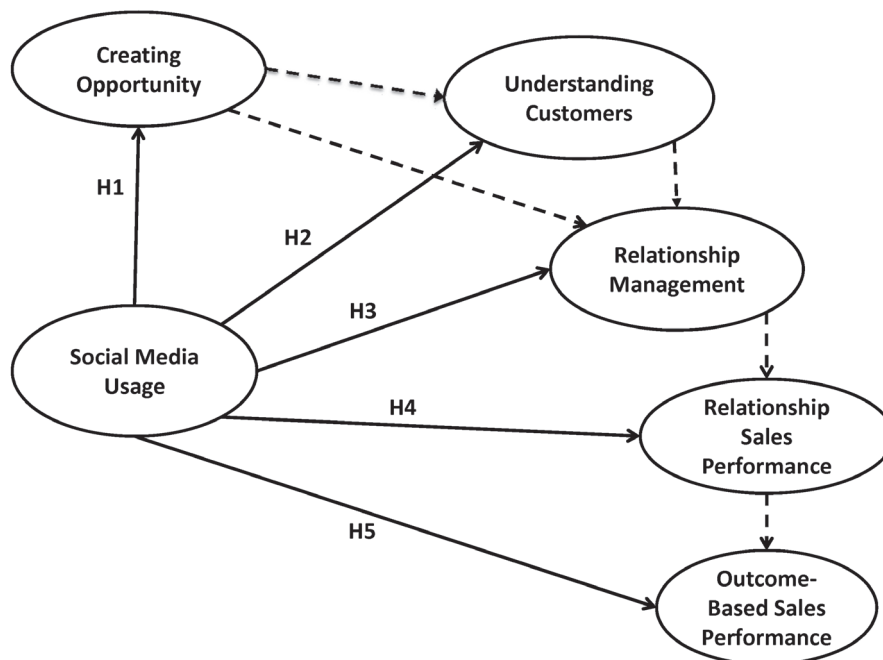 Creating
Opportunity
Understanding
Customers
H1
H2
Relationship
Management
H3
Social Media
Usage
H4
Relationship
Sales
Performance
H5
Outcome-
Based Sales
Performance